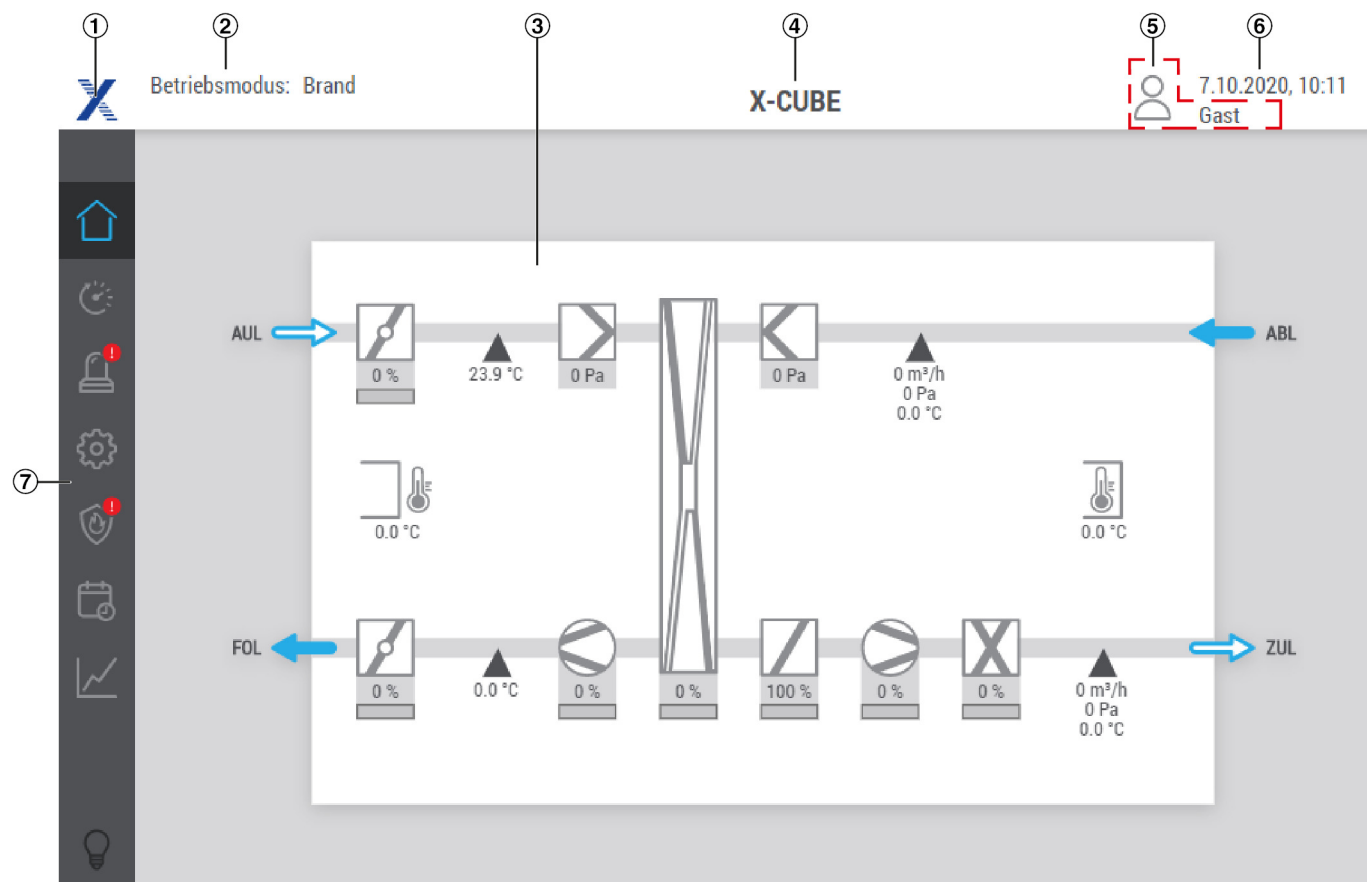 ① ② ③ ④ ⑤ ⑥
Betriebsmodus: Brand
X-CUBE
7.10.2020, 10:11
Gast
AUL
ABL
0 %
23.9 °C
0 Pa
0 Pa
0 m³/h
0 Pa
0.0 °C
⑦
0.0 °C
0.0 °C
FOL
ZUL
0 %
0.0 °C
0 %
0 %
100 %
0 %
0 %
0 m³/h
0 Pa
0.0 °C